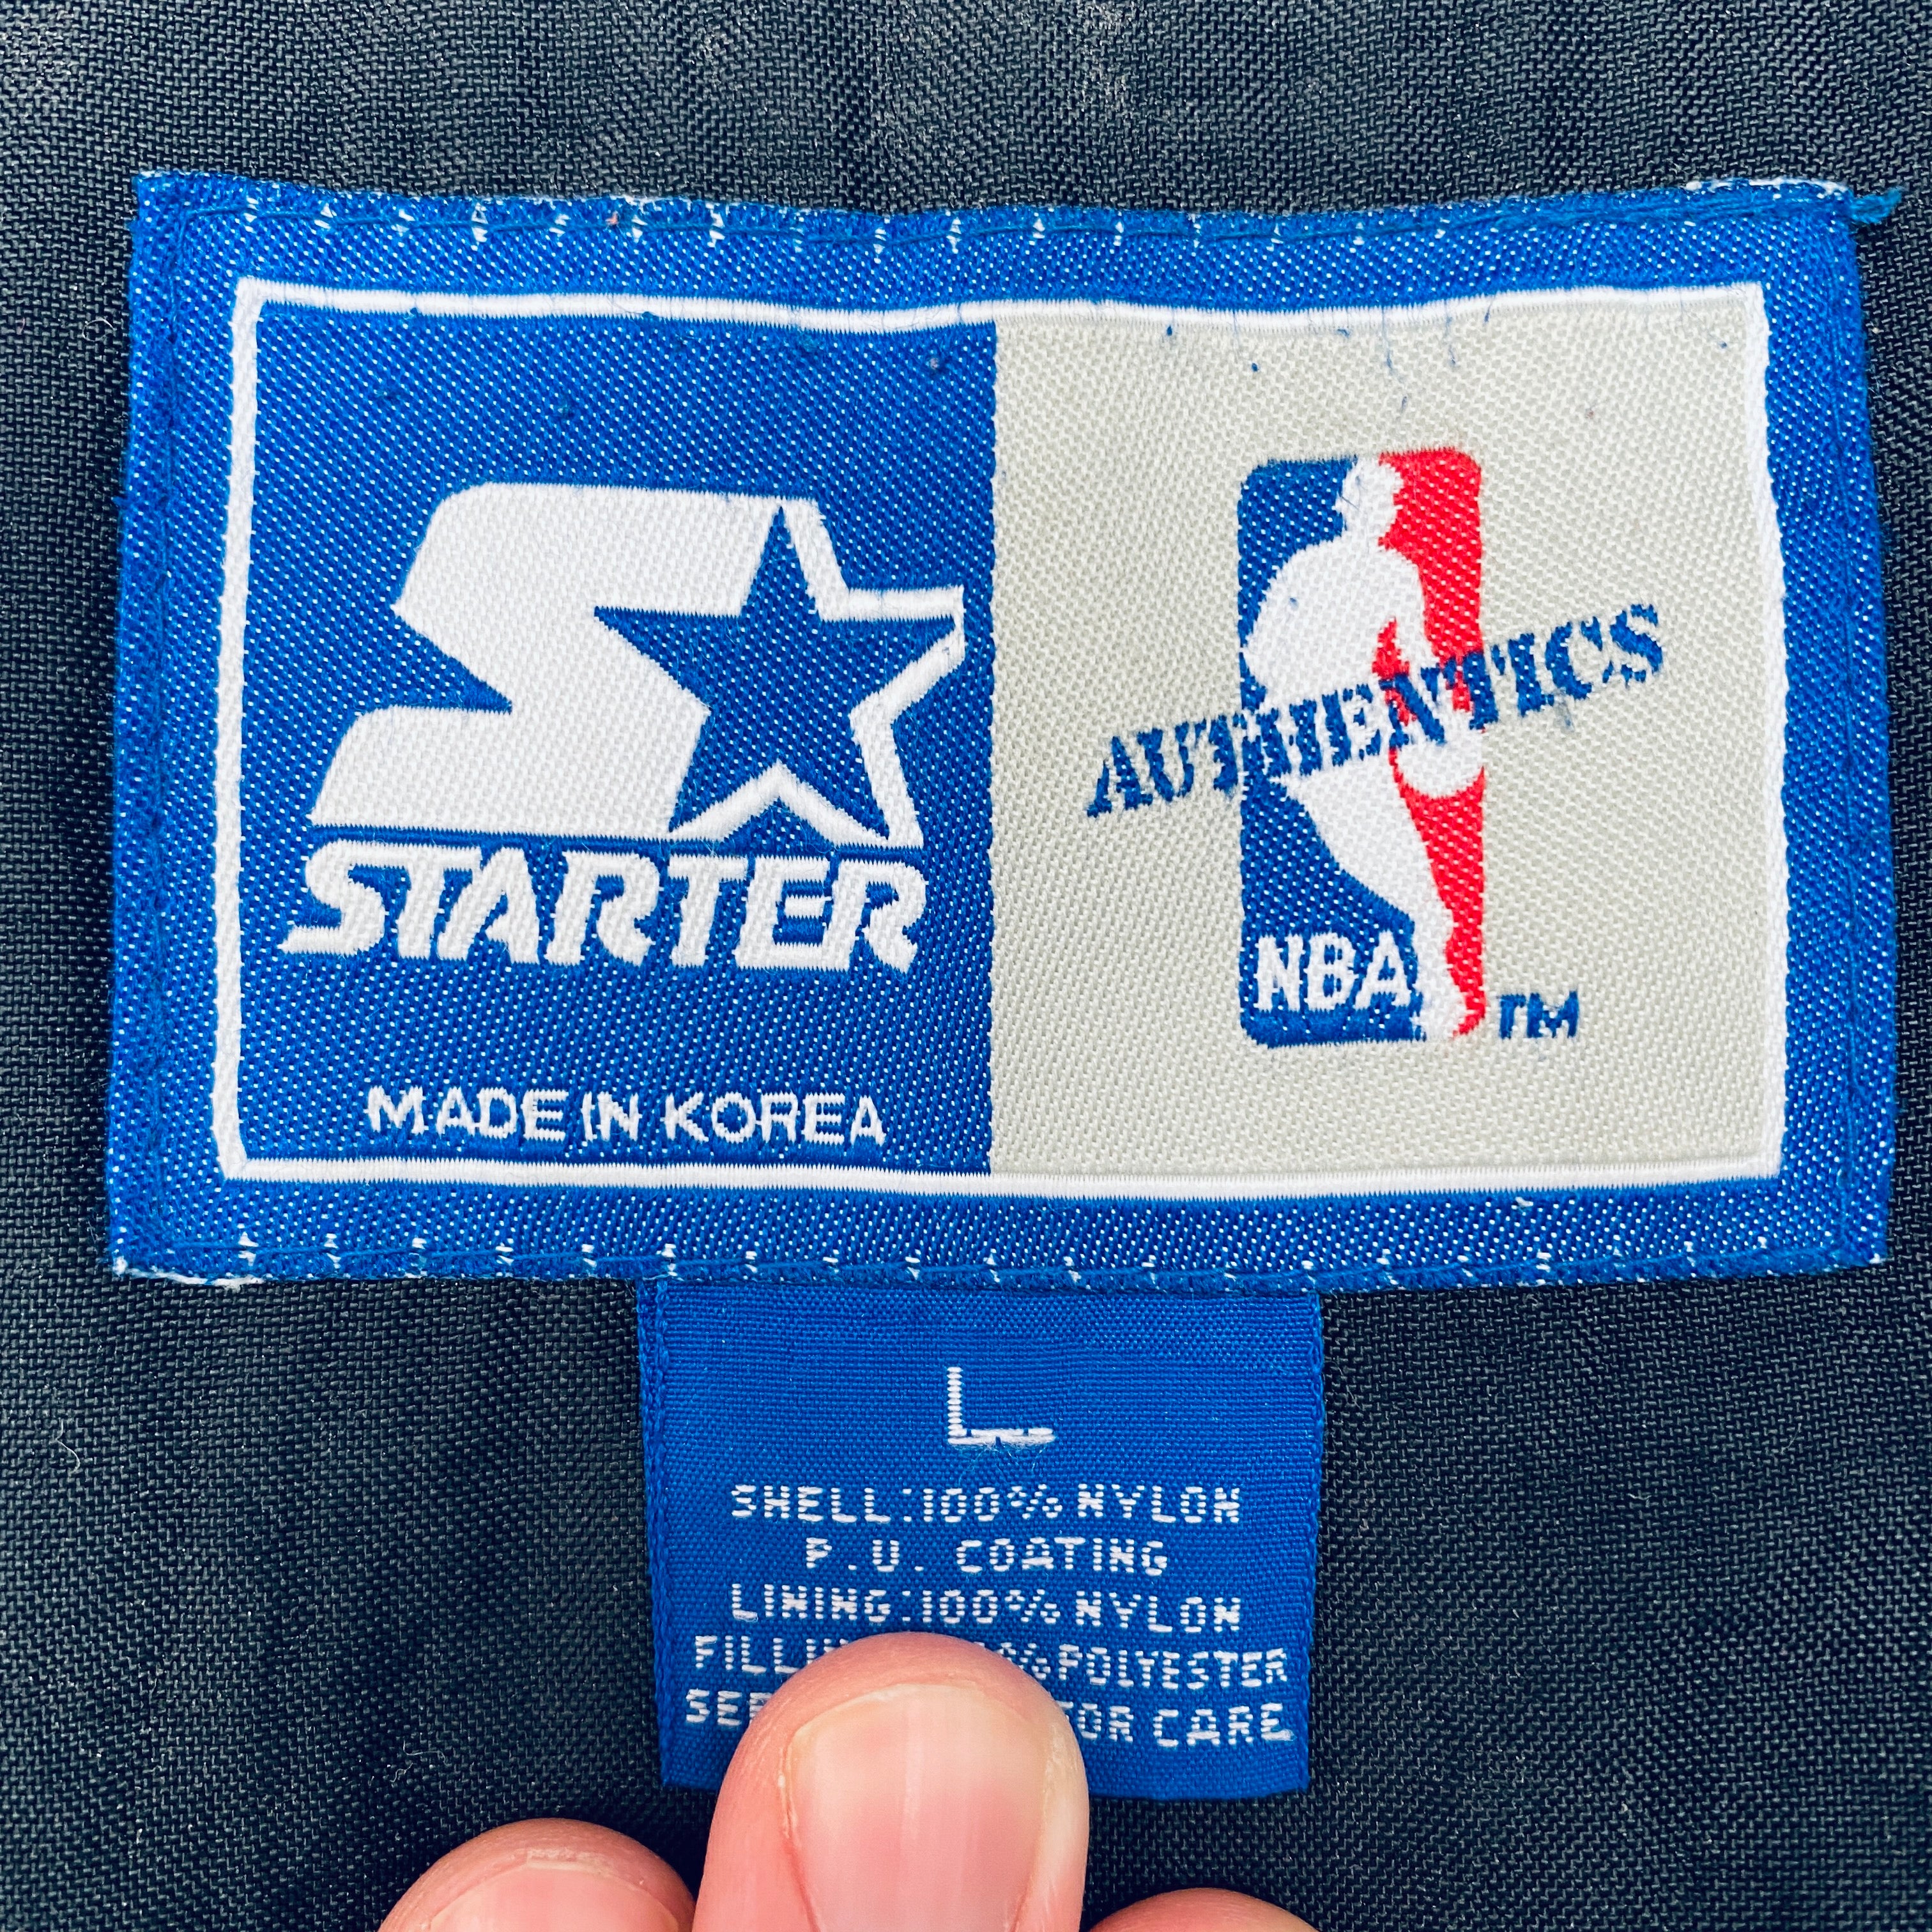 STARTER
MADE IN KOREA
AUTHENTICS
NBA TM
L
SHELL:100% NYLON
P.U. COATING
LINING:100% NYLON
% POLYESTER
FOR CARE